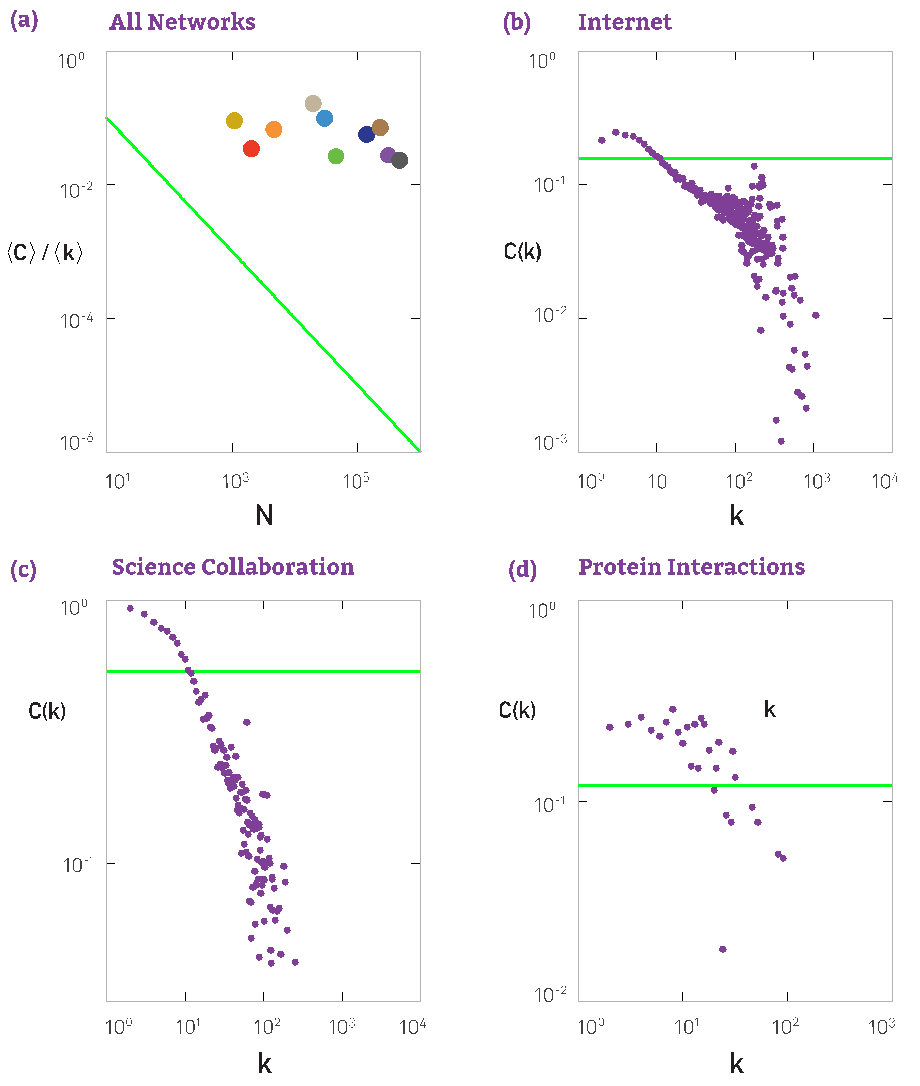 (a) All Networks
10⁰
10⁻²
⟨C⟩ / ⟨k⟩
10⁻⁴
10⁻⁶
10¹ 10³ 10⁵
N
(b) Internet
10⁰
10⁻¹
C(k)
10⁻²
10⁻³
10⁰ 10 10² 10³ 10⁴
k
(c) Science Collaboration
10⁰
C(k)
10⁻¹
10⁰ 10¹ 10² 10³ 10⁴
k
(d) Protein Interactions
10⁰
C(k) k
10⁻¹
10⁻²
10⁰ 10¹ 10² 10³
k